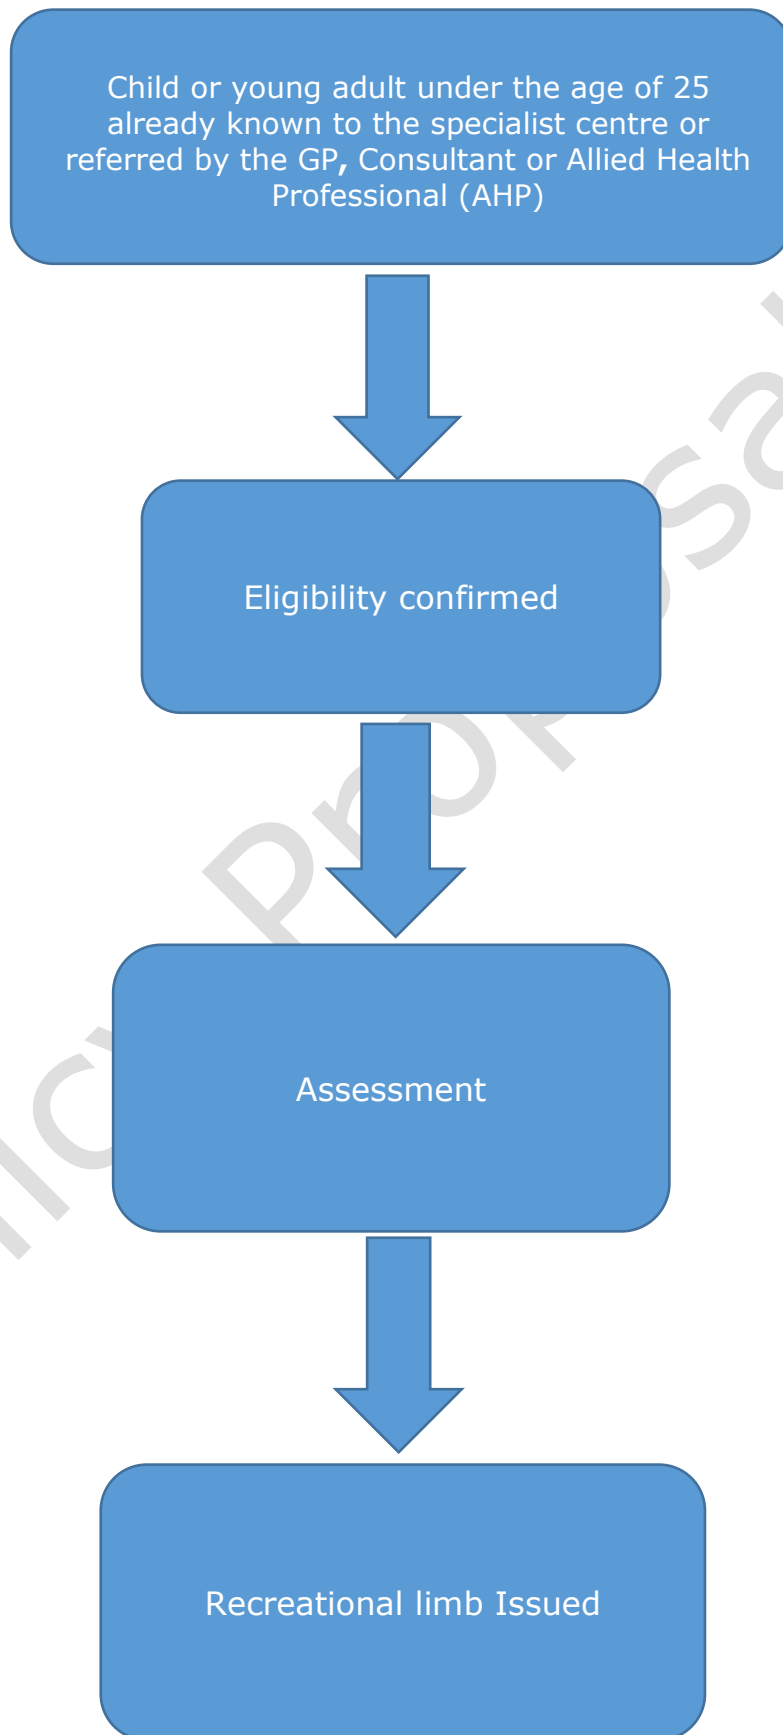 Child or young adult under the age of 25
already known to the specialist centre or
referred by the GP, Consultant or Allied Health
Professional (AHP)
Eligibility confirmed
Assessment
Recreational limb Issued